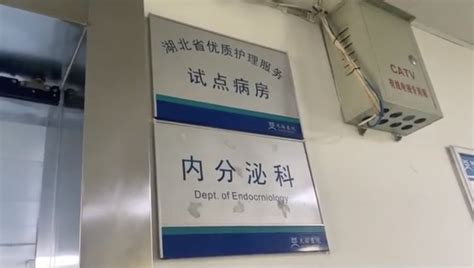 湖北省优质护理服务
试点病房
内分泌科
Dept. of Endocrniology
CATV